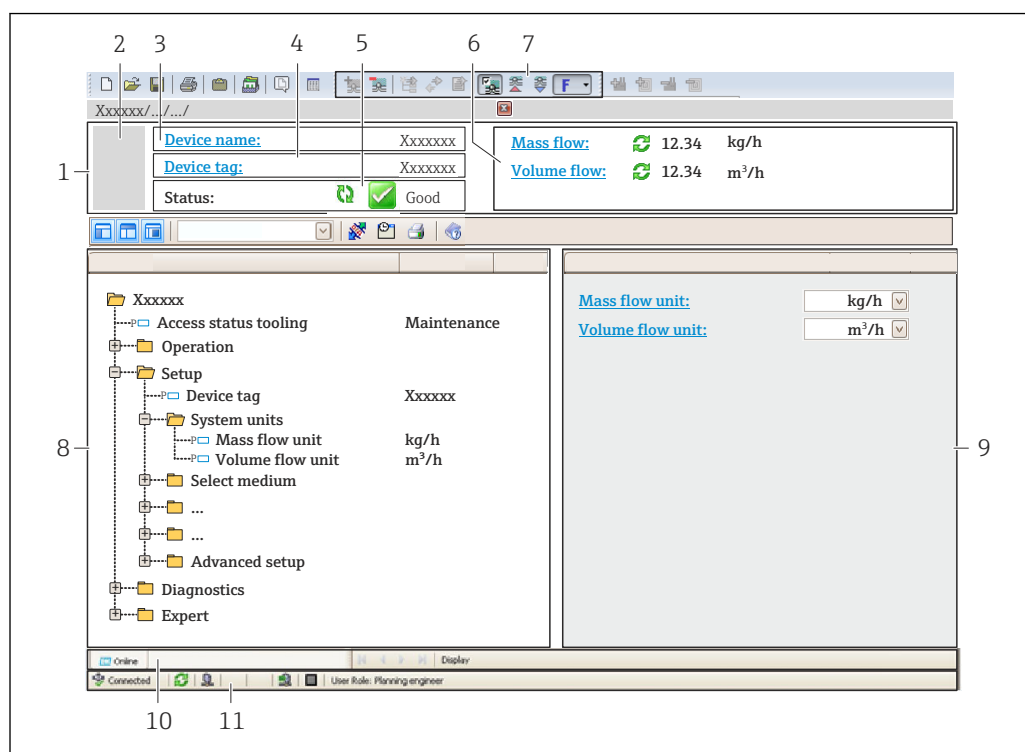 2 3 4 5 6 7
F
Xxxxxx/.../.../
1
Device name: Xxxxxxx
Device tag: Xxxxxxx
Status: Good
Mass flow: 12.34 kg/h
Volume flow: 12.34 m³/h
Xxxxxx
P Access status tooling Maintenance
Operation
Setup
P Device tag Xxxxxx
System units
P Mass flow unit kg/h
P Volume flow unit m³/h
Select medium
...
...
Advanced setup
Diagnostics
Expert
8
Mass flow unit: kg/h
Volume flow unit: m³/h
9
Online Display
Connected User Role: Planning engineer
10 11